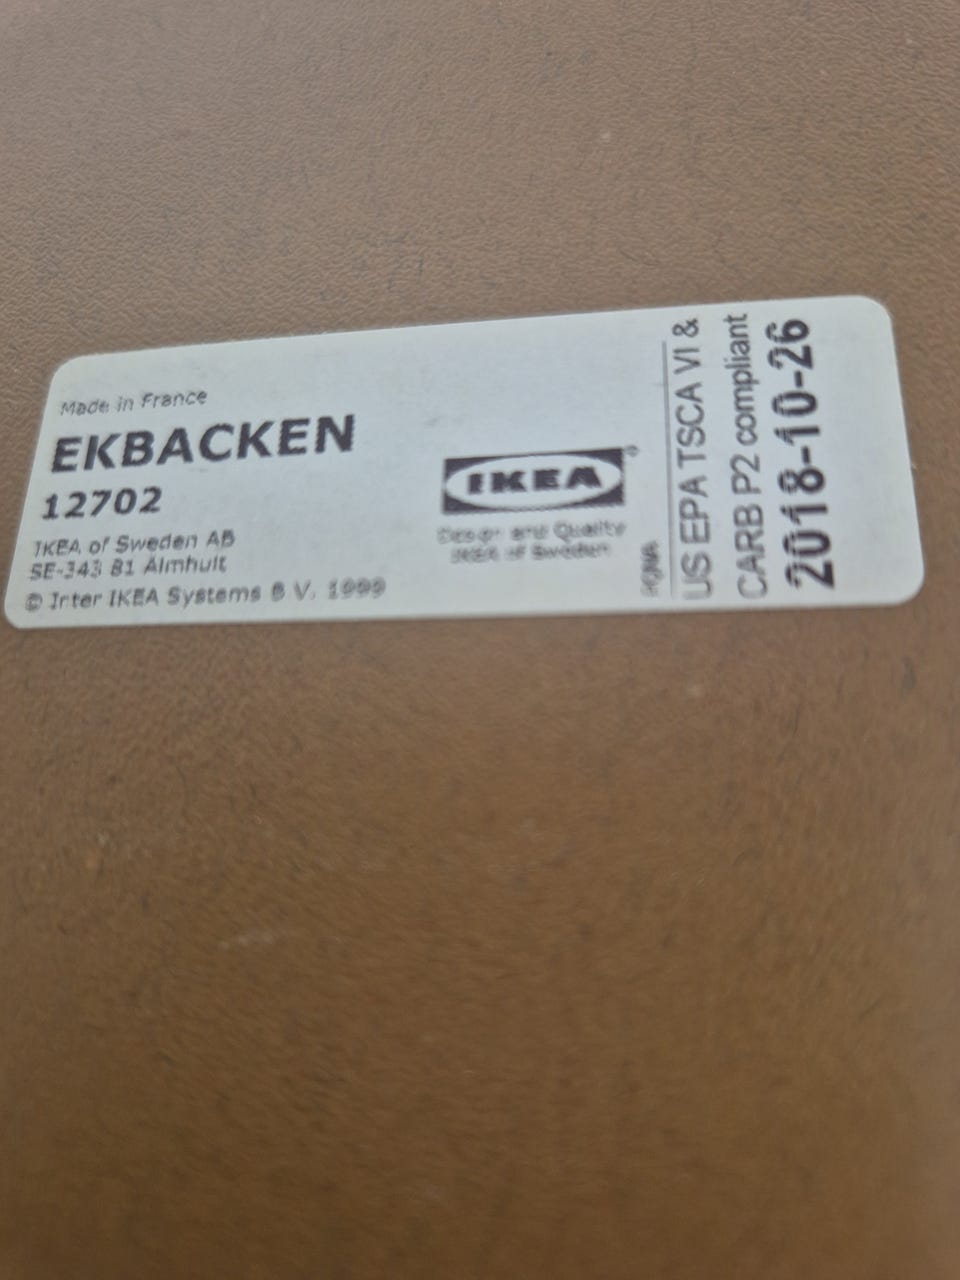 Made in France
EKBACKEN
12702
IKEA of Sweden AB
SE-343 81 Älmhult
© Inter IKEA Systems B.V. 1999
IKEA®
Design and Quality
IKEA of Sweden
US EPA TSCA VI &
CARB P2 compliant
2018-10-26